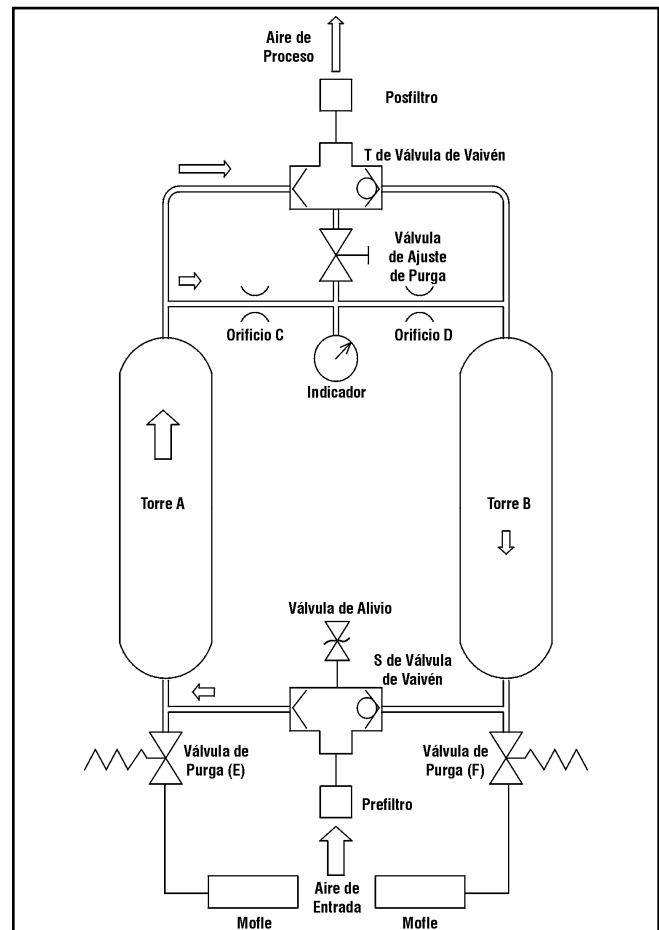 Aire de
Proceso
Posfiltro
T de Válvula de Vaivén
Válvula
de Ajuste
de Purga
Orificio C
Orificio D
Indicador
Torre A
Torre B
Válvula de Alivio
S de Válvula
de Vaivén
Válvula de
Purga (E)
Válvula de
Purga (F)
Prefiltro
Aire de
Entrada
Mofle
Mofle